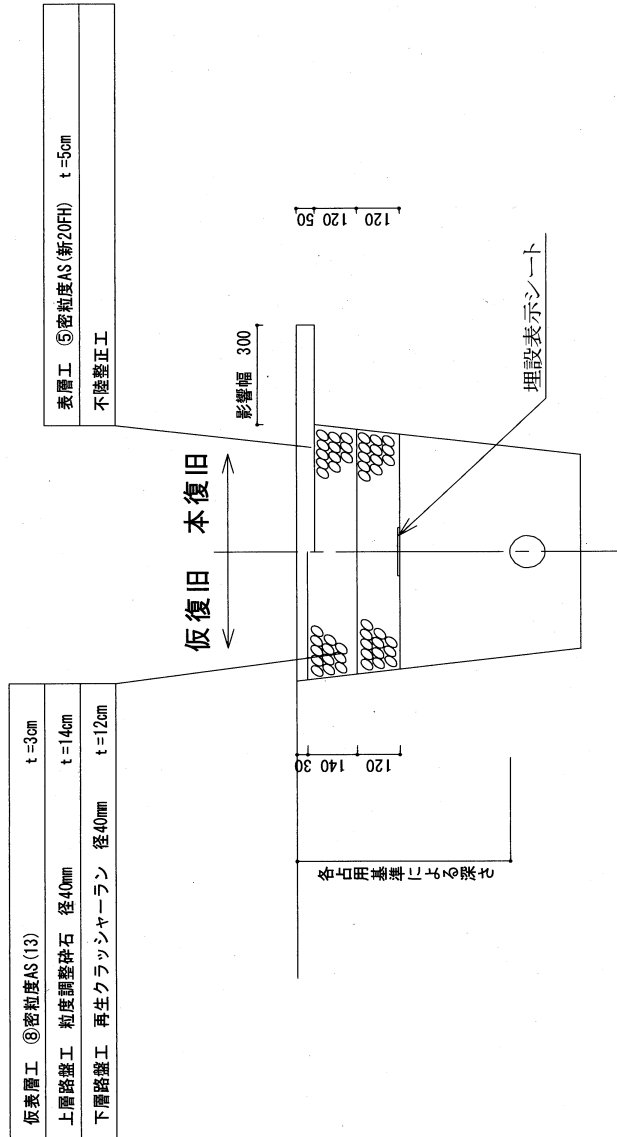 仮表層工 ⑧密粒度AS(13) t=3cm
上層路盤工 粒度調整砕石 径40mm t=14cm
下層路盤工 再生クラッシャーラン 径40mm t=12cm
表層工 ⑤密粒度AS(新20FH) t=5cm
不陸整正工
仮復旧 本復旧
影響幅 300
30
140
120
50
120
120
各占用基準による深さ
埋設表示シート